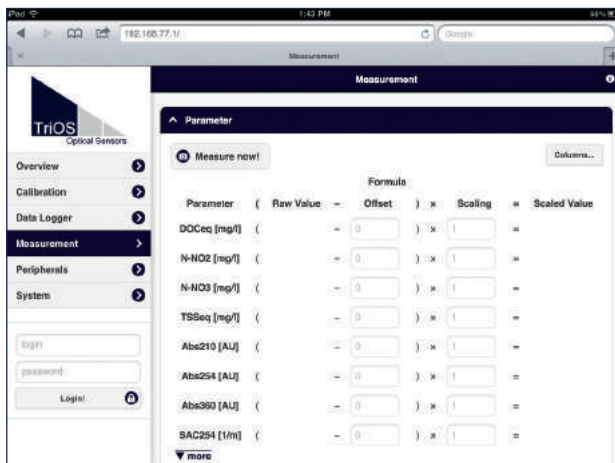 iPad 1:43 PM 90%
192.168.77.1/ Google
Measurement
TriOS
Optical Sensors
Overview
Calibration
Data Logger
Measurement
Peripherals
System
login
password
Login!
Measurement
Parameter
Measure now! Columns...
Formula
Parameter ( Raw Value – Offset ) x Scaling = Scaled Value
DOCeq [mg/l] ( – 0 ) x 1 =
N-NO2 [mg/l] ( – 0 ) x 1 =
N-NO3 [mg/l] ( – 0 ) x 1 =
TSSeq [mg/l] ( – 0 ) x 1 =
Abs210 [AU] ( – 0 ) x 1 =
Abs254 [AU] ( – 0 ) x 1 =
Abs360 [AU] ( – 0 ) x 1 =
SAC254 [1/m] ( – 0 ) x 1 =
more